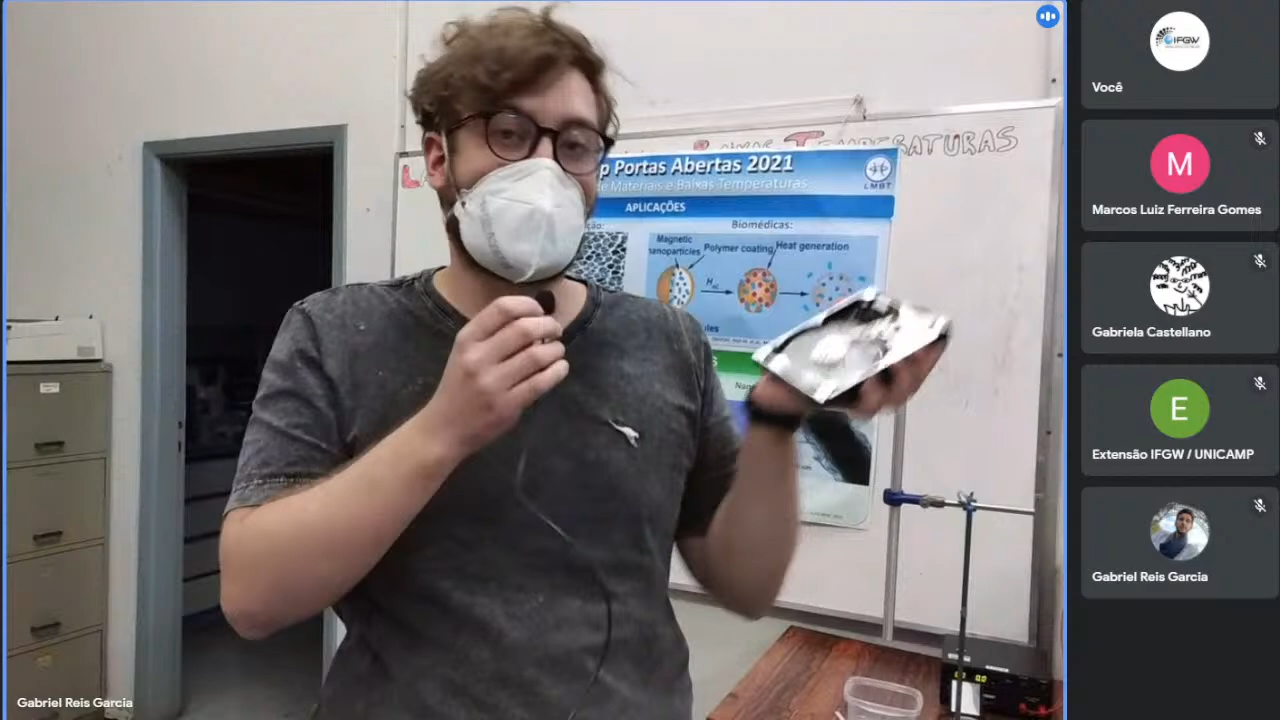 TEMPERATURAS
p Portas Abertas 2021
de Materiais e Baixas Temperaturas
LMBT
APLICAÇÕES
Biomédicas:
Magnetic
nanoparticles
Polymer coating
Heat generation
Gabriel Reis Garcia
IFGW
Você
M
Marcos Luiz Ferreira Gomes
Gabriela Castellano
E
Extensão IFGW / UNICAMP
Gabriel Reis Garcia